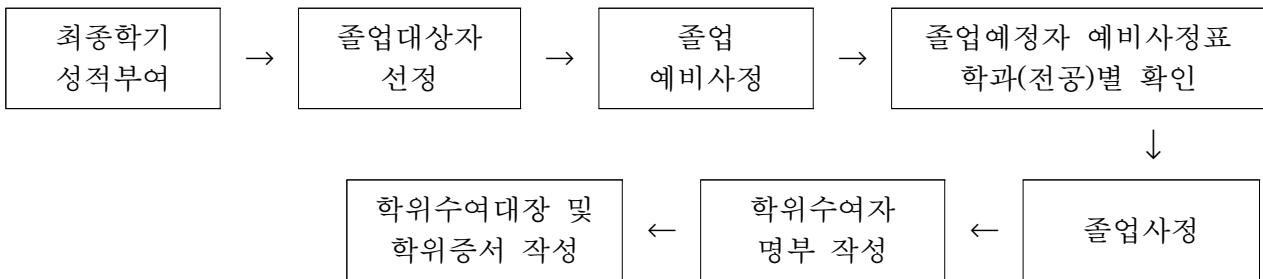 최종학기
성적부여
→
졸업대상자
선정
→
졸업
예비사정
→
졸업예정자 예비사정표
학과(전공)별 확인
↓
졸업사정
←
학위수여자
명부 작성
←
학위수여대장 및
학위증서 작성